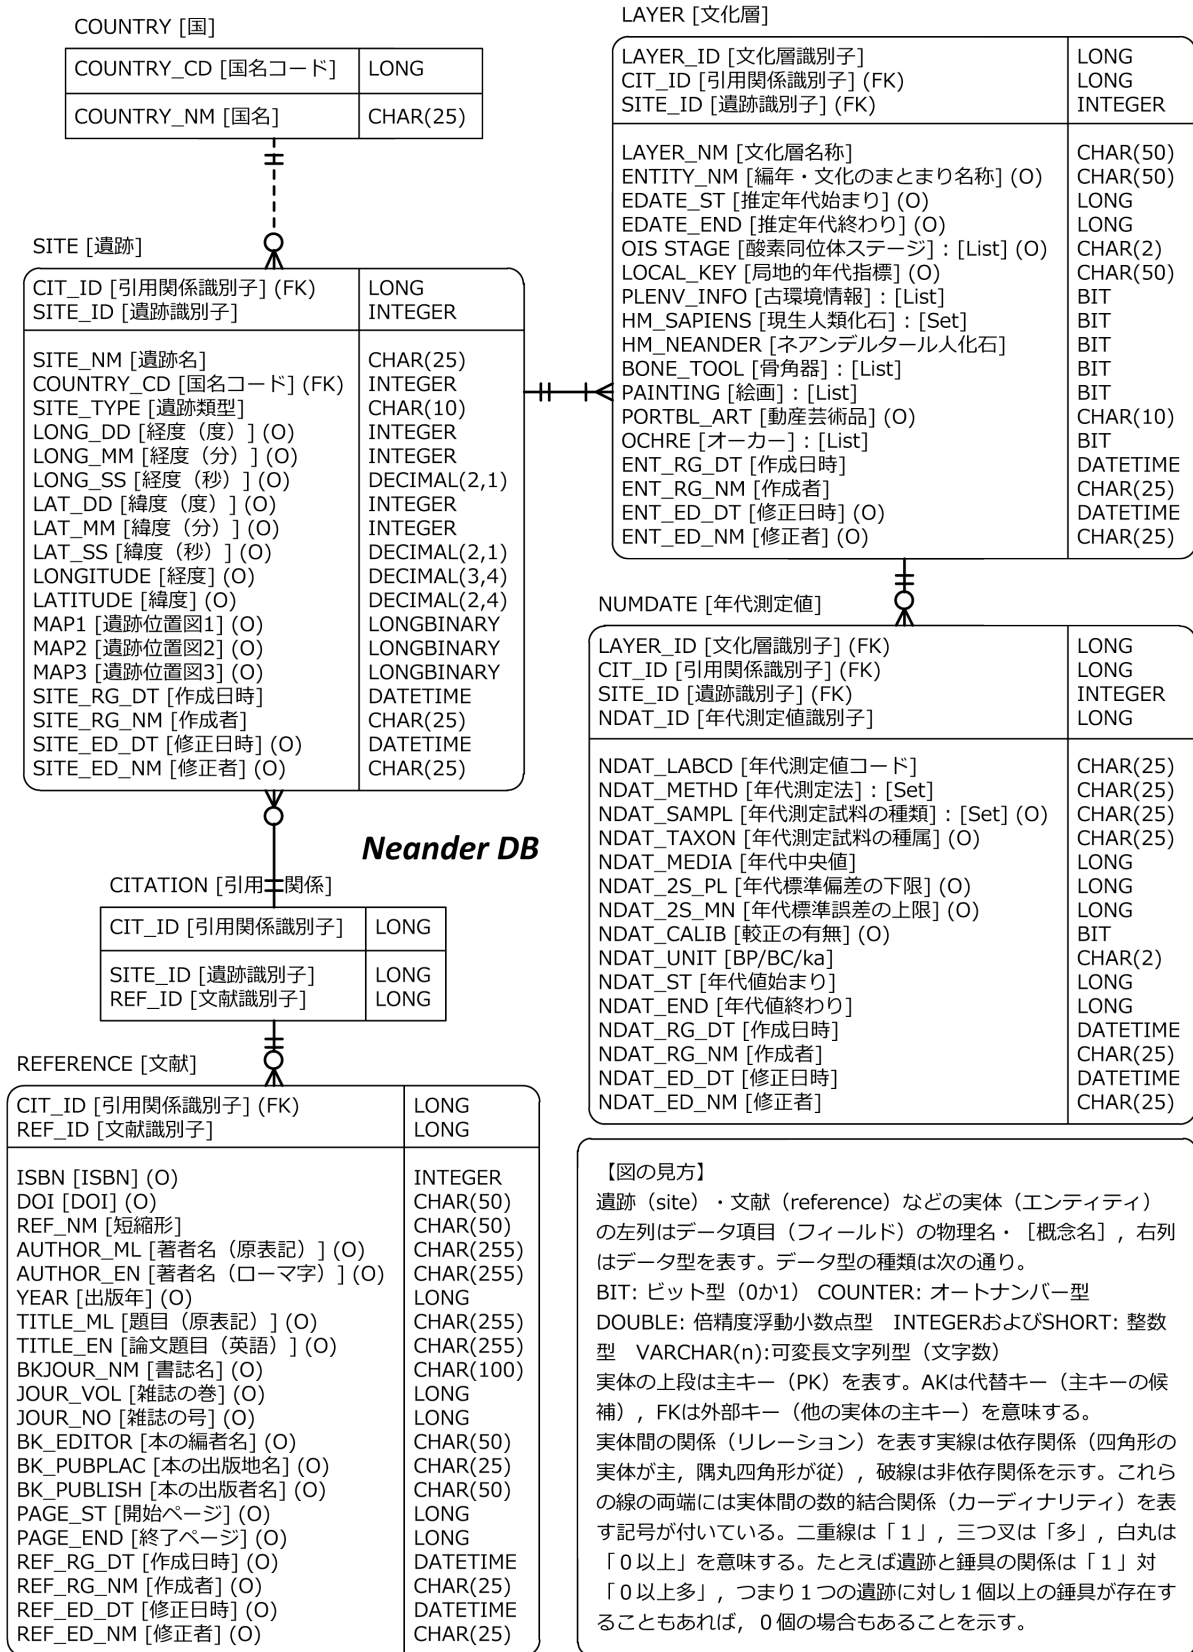 COUNTRY [国]
COUNTRY_CD [国名コード] LONG
COUNTRY_NM [国名] CHAR(25)
SITE [遺跡]
CIT_ID [引用関係識別子] (FK) LONG
SITE_ID [遺跡識別子] INTEGER
SITE_NM [遺跡名] CHAR(25)
COUNTRY_CD [国名コード] (FK) INTEGER
SITE_TYPE [遺跡類型] CHAR(10)
LONG_DD [経度（度）] (O) INTEGER
LONG_MM [経度（分）] (O) INTEGER
LONG_SS [経度（秒）] (O) DECIMAL(2,1)
LAT_DD [緯度（度）] (O) INTEGER
LAT_MM [緯度（分）] (O) INTEGER
LAT_SS [緯度（秒）] (O) DECIMAL(2,1)
LONGITUDE [経度] (O) DECIMAL(3,4)
LATITUDE [緯度] (O) DECIMAL(2,4)
MAP1 [遺跡位置図1] (O) LONGBINARY
MAP2 [遺跡位置図2] (O) LONGBINARY
MAP3 [遺跡位置図3] (O) LONGBINARY
SITE_RG_DT [作成日時] DATETIME
SITE_RG_NM [作成者] CHAR(25)
SITE_ED_DT [修正日時] (O) DATETIME
SITE_ED_NM [修正者] (O) CHAR(25)
Neander DB
CITATION [引用関係]
CIT_ID [引用関係識別子] LONG
SITE_ID [遺跡識別子] LONG
REF_ID [文献識別子] LONG
REFERENCE [文献]
CIT_ID [引用関係識別子] (FK) LONG
REF_ID [文献識別子] LONG
ISBN [ISBN] (O) INTEGER
DOI [DOI] (O) CHAR(50)
REF_NM [短縮形] CHAR(50)
AUTHOR_ML [著者名（原表記）] (O) CHAR(255)
AUTHOR_EN [著者名（ローマ字）] (O) CHAR(255)
YEAR [出版年] (O) LONG
TITLE_ML [題目（原表記）] (O) CHAR(255)
TITLE_EN [論文題目（英語）] (O) CHAR(255)
BKJOUR_NM [書誌名] (O) CHAR(100)
JOUR_VOL [雑誌の巻] (O) LONG
JOUR_NO [雑誌の号] (O) LONG
BK_EDITOR [本の編者名] (O) CHAR(50)
BK_PUBPLAC [本の出版地名] (O) CHAR(25)
BK_PUBLISH [本の出版者名] (O) CHAR(50)
PAGE_ST [開始ページ] (O) LONG
PAGE_END [終了ページ] (O) LONG
REF_RG_DT [作成日時] (O) DATETIME
REF_RG_NM [作成者] (O) CHAR(25)
REF_ED_DT [修正日時] (O) DATETIME
REF_ED_NM [修正者] (O) CHAR(25)
LAYER [文化層]
LAYER_ID [文化層識別子] LONG
CIT_ID [引用関係識別子] (FK) LONG
SITE_ID [遺跡識別子] (FK) INTEGER
LAYER_NM [文化層名称] CHAR(50)
ENTITY_NM [編年・文化のまとまり名称] (O) CHAR(50)
EDATE_ST [推定年代始まり] (O) LONG
EDATE_END [推定年代終わり] (O) LONG
OIS STAGE [酸素同位体ステージ] : [List] (O) CHAR(2)
LOCAL_KEY [局地的年代指標] (O) CHAR(50)
PLENV_INFO [古環境情報] : [List] BIT
HM_SAPIENS [現生人類化石] : [Set] BIT
HM_NEANDER [ネアンデルタール人化石] BIT
BONE_TOOL [骨角器] : [List] BIT
PAINTING [絵画] : [List] BIT
PORTBL_ART [動産芸術品] (O) CHAR(10)
OCHRE [オーカー] : [List] BIT
ENT_RG_DT [作成日時] DATETIME
ENT_RG_NM [作成者] CHAR(25)
ENT_ED_DT [修正日時] (O) DATETIME
ENT_ED_NM [修正者] (O) CHAR(25)
NUMDATE [年代測定値]
LAYER_ID [文化層識別子] (FK) LONG
CIT_ID [引用関係識別子] (FK) LONG
SITE_ID [遺跡識別子] (FK) INTEGER
NDAT_ID [年代測定値識別子] LONG
NDAT_LABCD [年代測定値コード] CHAR(25)
NDAT_METHD [年代測定法] : [Set] CHAR(25)
NDAT_SAMPL [年代測定試料の種類] : [Set] (O) CHAR(25)
NDAT_TAXON [年代測定試料の種属] (O) CHAR(25)
NDAT_MEDIA [年代中央値] LONG
NDAT_2S_PL [年代標準偏差の下限] (O) LONG
NDAT_2S_MN [年代標準誤差の上限] (O) LONG
NDAT_CALIB [較正の有無] (O) BIT
NDAT_UNIT [BP/BC/ka] CHAR(2)
NDAT_ST [年代値始まり] LONG
NDAT_END [年代値終わり] LONG
NDAT_RG_DT [作成日時] DATETIME
NDAT_RG_NM [作成者] CHAR(25)
NDAT_ED_DT [修正日時] DATETIME
NDAT_ED_NM [修正者] CHAR(25)
【図の見方】
遺跡（site）・文献（reference）などの実体（エンティティ）
の左列はデータ項目（フィールド）の物理名・［概念名］，右列
はデータ型を表す。データ型の種類は次の通り。
BIT: ビット型（0か1） COUNTER: オートナンバー型
DOUBLE: 倍精度浮動小数点型 INTEGERおよびSHORT: 整数
型 VARCHAR(n):可変長文字列型（文字数）
実体の上段は主キー（PK）を表す。AKは代替キー（主キーの候
補），FKは外部キー（他の実体の主キー）を意味する。
実体間の関係（リレーション）を表す実線は依存関係（四角形の
実体が主，隅丸四角形が従），破線は非依存関係を示す。これら
の線の両端には実体間の数的結合関係（カーディナリティ）を表
す記号が付いている。二重線は「１」，三つ叉は「多」，白丸は
「０以上」を意味する。たとえば遺跡と錘具の関係は「１」対
「０以上多」，つまり１つの遺跡に対し１個以上の錘具が存在す
ることもあれば，０個の場合もあることを示す。